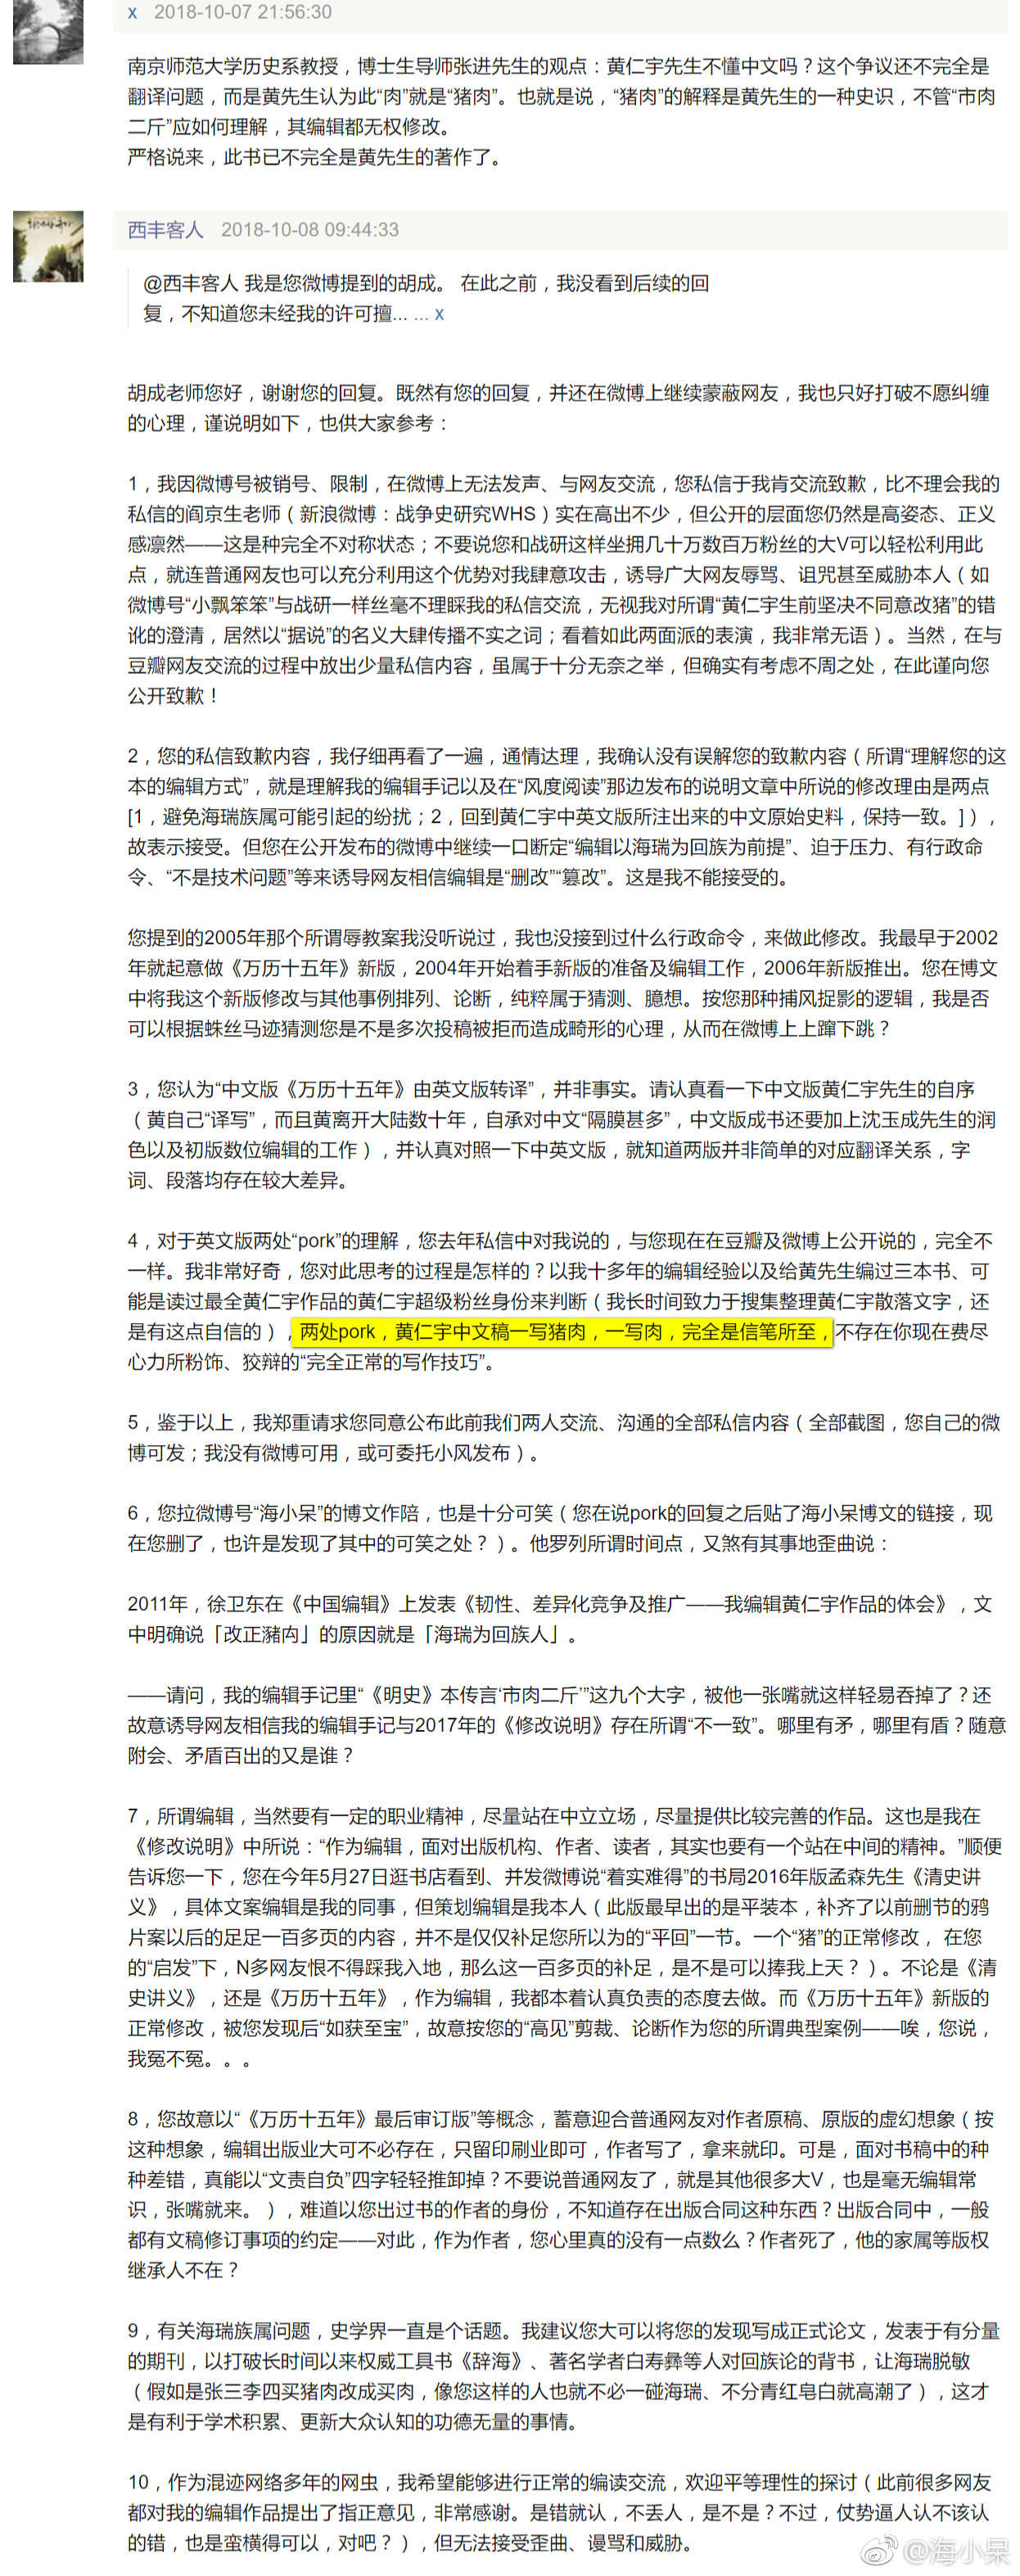 x 2018-10-07 21:56:30
南京师范大学历史系教授，博士生导师张进先生的观点：黄仁宇先生不懂中文吗？这个争议还不完全是
翻译问题，而是黄先生认为此“肉”就是“猪肉”。也就是说，“猪肉”的解释是黄先生的一种史识，不管“市肉
二斤”应如何理解，其编辑都无权修改。
严格说来，此书已不完全是黄先生的著作了。
西丰客人 2018-10-08 09:44:33
@西丰客人 我是您微博提到的胡成。 在此之前，我没看到后续的回
复，不知道您未经我的许可擅... ... x
胡成老师您好，谢谢您的回复。既然有您的回复，并还在微博上继续蒙蔽网友，我也只好打破不愿纠缠
的心理，谨说明如下，也供大家参考：
1，我因微博号被销号、限制，在微博上无法发声、与网友交流，您私信于我肯交流致歉，比不理会我的
私信的阎京生老师（新浪微博：战争史研究WHS）实在高出不少，但公开的层面您仍然是高姿态、正义
感凛然——这是种完全不对称状态；不要说您和战研这样坐拥几十万数百万粉丝的大V可以轻松利用此
点，就连普通网友也可以充分利用这个优势对我肆意攻击，诱导广大网友辱骂、诅咒甚至威胁本人（如
微博号“小飘笨笨”与战研一样丝毫不理睬我的私信交流，无视我对所谓“黄仁宇生前坚决不同意改猪”的错
讹的澄清，居然以“据说”的名义大肆传播不实之词；看着如此两面派的表演，我非常无语）。当然，在与
豆瓣网友交流的过程中放出少量私信内容，虽属于十分无奈之举，但确实有考虑不周之处，在此谨向您
公开致歉！
2，您的私信致歉内容，我仔细再看了一遍，通情达理，我确认没有误解您的致歉内容（所谓“理解您的这
本的编辑方式”，就是理解我的编辑手记以及在“风度阅读”那边发布的说明文章中所说的修改理由是两点
[1，避免海瑞族属可能引起的纷扰；2，回到黄仁宇中英文版所注出来的中文原始史料，保持一致。]），
故表示接受。但您在公开发布的微博中继续一口断定“编辑以海瑞为回族为前提”、迫于压力、有行政命
令、“不是技术问题”等来诱导网友相信编辑是“删改”“篡改”。这是我不能接受的。
您提到的2005年那个所谓辱教案我没听说过，我也没接到过什么行政命令，来做此修改。我最早于2002
年就起意做《万历十五年》新版，2004年开始着手新版的准备及编辑工作，2006年新版推出。您在博文
中将我这个新版修改与其他事例排列、论断，纯粹属于猜测、臆想。按您那种捕风捉影的逻辑，我是否
可以根据蛛丝马迹猜测您是不是多次投稿被拒而造成畸形的心理，从而在微博上上蹿下跳？
3，您认为“中文版《万历十五年》由英文版转译”，并非事实。请认真看一下中文版黄仁宇先生的自序
（黄自己“译写”，而且黄离开大陆数十年，自承对中文“隔膜甚多”，中文版成书还要加上沈玉成先生的润
色以及初版数位编辑的工作），并认真对照一下中英文版，就知道两版并非简单的对应翻译关系，字
词、段落均存在较大差异。
4，对于英文版两处“pork”的理解，您去年私信中对我说的，与您现在在豆瓣及微博上公开说的，完全不
一样。我非常好奇，您对此思考的过程是怎样的？以我十多年的编辑经验以及给黄先生编过三本书、可
能是读过最全黄仁宇作品的黄仁宇超级粉丝身份来判断（我长时间致力于搜集整理黄仁宇散落文字，还
是有这点自信的），两处pork，黄仁宇中文稿一写猪肉，一写肉，完全是信笔所至，不存在你现在费尽
心力所粉饰、狡辩的“完全正常的写作技巧”。
5，鉴于以上，我郑重请求您同意公布此前我们两人交流、沟通的全部私信内容（全部截图，您自己的微
博可发；我没有微博可用，或可委托小风发布）。
6，您拉微博号“海小呆”的博文作陪，也是十分可笑（您在说pork的回复之后贴了海小呆博文的链接，现
在您删了，也许是发现了其中的可笑之处？）。他罗列所谓时间点，又煞有其事地歪曲说：
2011年，徐卫东在《中国编辑》上发表《韧性、差异化竞争及推广——我编辑黄仁宇作品的体会》，文
中明确说「改正豬肉」的原因就是「海瑞为回族人」。
——请问，我的编辑手记里“《明史》本传言‘市肉二斤’”这九个大字，被他一张嘴就这样轻易吞掉了？还
故意诱导网友相信我的编辑手记与2017年的《修改说明》存在所谓“不一致”。哪里有矛，哪里有盾？随意
附会、矛盾百出的又是谁？
7，所谓编辑，当然要有一定的职业精神，尽量站在中立立场，尽量提供比较完善的作品。这也是我在
《修改说明》中所说：“作为编辑，面对出版机构、作者、读者，其实也要有一个站在中间的精神。”顺便
告诉您一下，您在今年5月27日逛书店看到、并发微博说“着实难得”的书局2016年版孟森先生《清史讲
义》，具体文案编辑是我的同事，但策划编辑是我本人（此版最早出的是平装本，补齐了以前删节的鸦
片案以后的足足一百多页的内容，并不是仅仅补足您所以为的“平回”一节。一个“猪”的正常修改， 在您
的“启发”下，N多网友恨不得踩我入地，那么这一百多页的补足，是不是可以捧我上天？）。不论是《清
史讲义》，还是《万历十五年》，作为编辑，我都本着认真负责的态度去做。而《万历十五年》新版的
正常修改，被您发现后“如获至宝”，故意按您的“高见”剪裁、论断作为您的所谓典型案例——唉，您说，
我冤不冤。。。
8，您故意以“《万历十五年》最后审订版”等概念，蓄意迎合普通网友对作者原稿、原版的虚幻想象（按
这种想象，编辑出版业大可不必存在，只留印刷业即可，作者写了，拿来就印。可是，面对书稿中的种
种差错，真能以“文责自负”四字轻轻推卸掉？不要说普通网友了，就是其他很多大V，也是毫无编辑常
识，张嘴就来。），难道以您出过书的作者的身份，不知道存在出版合同这种东西？出版合同中，一般
都有文稿修订事项的约定——对此，作为作者，您心里真的没有一点数么？作者死了，他的家属等版权
继承人不在？
9，有关海瑞族属问题，史学界一直是个话题。我建议您大可以将您的发现写成正式论文，发表于有分量
的期刊，以打破长时间以来权威工具书《辞海》、著名学者白寿彝等人对回族论的背书，让海瑞脱敏
（假如是张三李四买猪肉改成买肉，像您这样的人也就不必一碰海瑞、不分青红皂白就高潮了），这才
是有利于学术积累、更新大众认知的功德无量的事情。
10，作为混迹网络多年的网虫，我希望能够进行正常的编读交流，欢迎平等理性的探讨（此前很多网友
都对我的编辑作品提出了指正意见，非常感谢。是错就认，不丢人，是不是？不过，仗势逼人认不该认
的错，也是蛮横得可以，对吧？），但无法接受歪曲、谩骂和威胁。
@海小呆